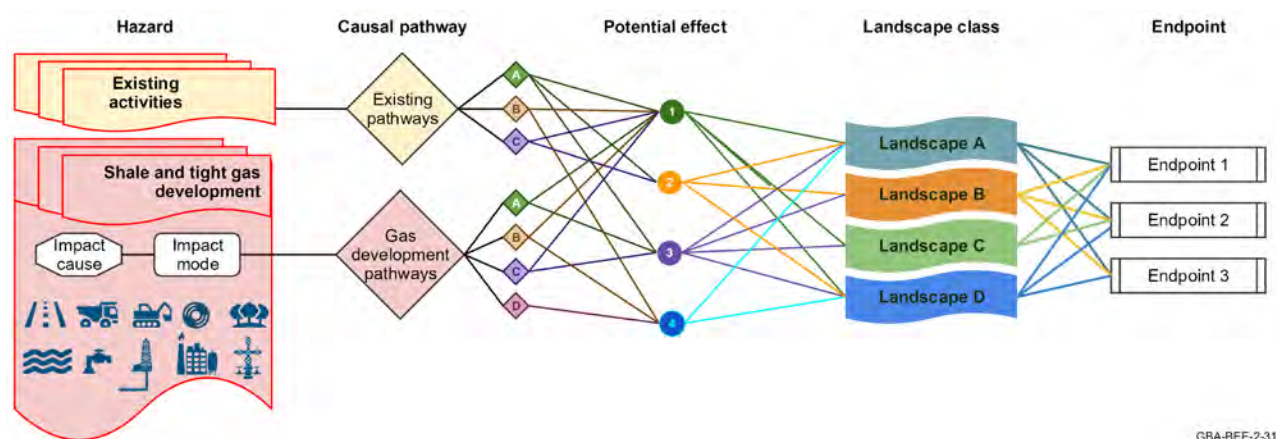 Hazard
Causal pathway
Potential effect
Landscape class
Endpoint
Existing
activities
Existing
pathways
A
B
C
1
2
3
4
Landscape A
Landscape B
Landscape C
Landscape D
Endpoint 1
Endpoint 2
Endpoint 3
Shale and tight gas
development
Impact
cause
Impact
mode
Gas
development
pathways
A
B
C
D
GBA-BEE-2-31